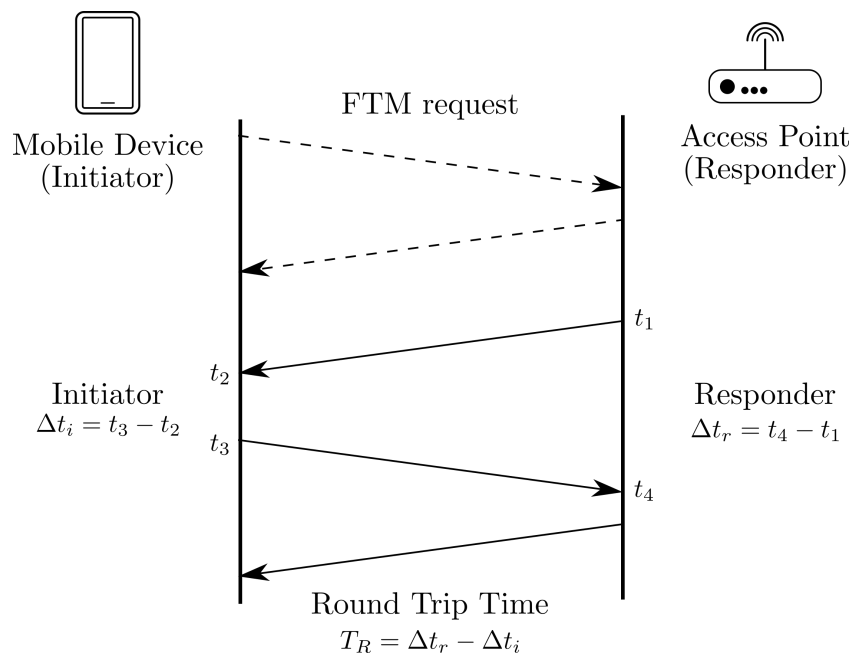 FTM request
Mobile Device
(Initiator)
Access Point
(Responder)
t₁
t₂
Initiator
Δtᵢ = t₃ − t₂
t₃
Responder
Δtᵣ = t₄ − t₁
t₄
Round Trip Time
T_R = Δtᵣ − Δtᵢ